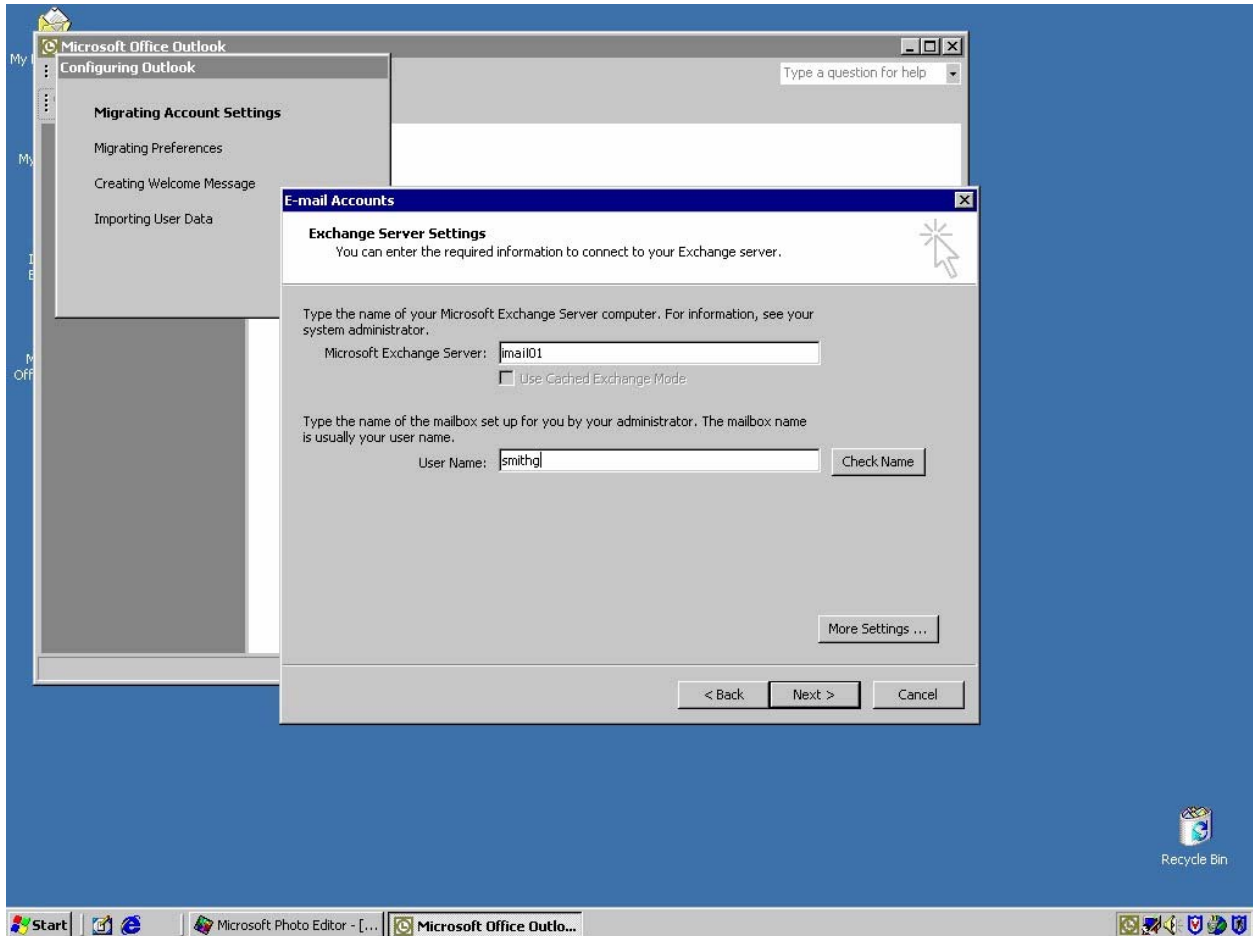 Microsoft Office Outlook
Configuring Outlook
Type a question for help
Migrating Account Settings
Migrating Preferences
Creating Welcome Message
Importing User Data
E-mail Accounts
Exchange Server Settings
You can enter the required information to connect to your Exchange server.
Type the name of your Microsoft Exchange Server computer. For information, see your
system administrator.
Microsoft Exchange Server: imail01
Use Cached Exchange Mode
Type the name of the mailbox set up for you by your administrator. The mailbox name
is usually your user name.
User Name: smithg
Check Name
More Settings ...
< Back
Next >
Cancel
My
My
Off
Recycle Bin
Start
Microsoft Photo Editor - [...
Microsoft Office Outlo...